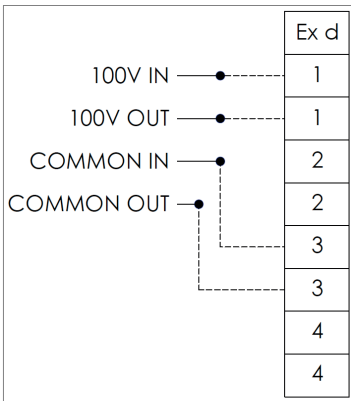 Ex d
100V IN 1
100V OUT 1
COMMON IN 2
COMMON OUT 2
3
3
4
4